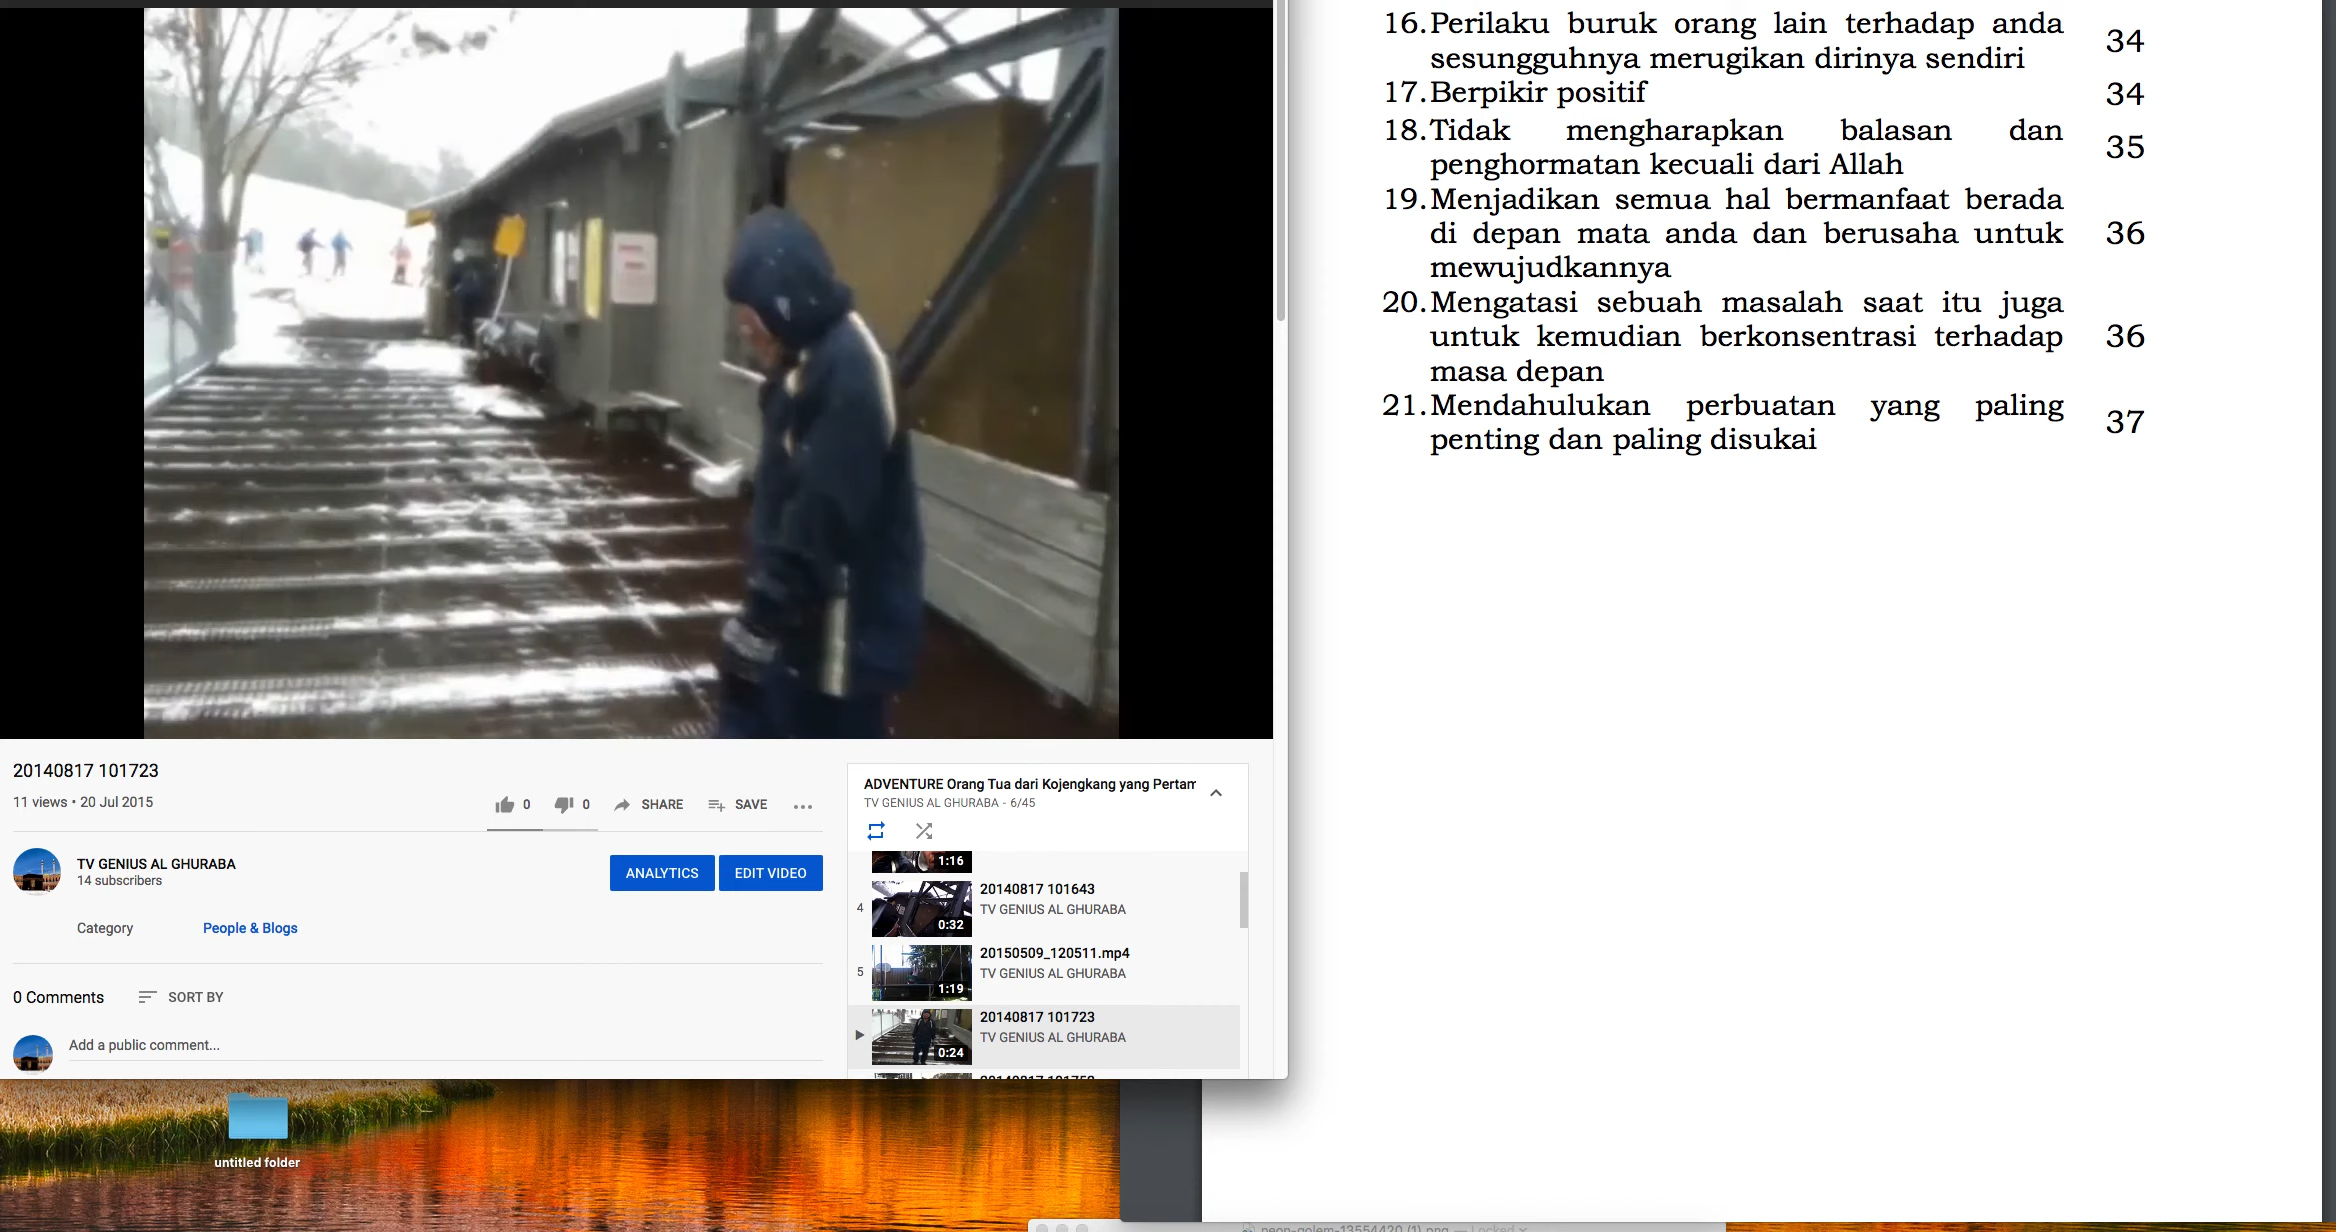 20140817 101723
11 views • 20 Jul 2015
0
0
SHARE
SAVE
TV GENIUS AL GHURABA
14 subscribers
ANALYTICS
EDIT VIDEO
Category
People & Blogs
0 Comments
SORT BY
Add a public comment...
ADVENTURE Orang Tua dari Kojengkang yang Pertam
TV GENIUS AL GHURABA - 6/45
1:16
4
0:32
20140817 101643
TV GENIUS AL GHURABA
5
1:19
20150509_120511.mp4
TV GENIUS AL GHURABA
0:24
20140817 101723
TV GENIUS AL GHURABA
untitled folder
16. Perilaku buruk orang lain terhadap anda
sesungguhnya merugikan dirinya sendiri
34
17. Berpikir positif
34
18. Tidak mengharapkan balasan dan
penghormatan kecuali dari Allah
35
19. Menjadikan semua hal bermanfaat berada
di depan mata anda dan berusaha untuk
mewujudkannya
36
20. Mengatasi sebuah masalah saat itu juga
untuk kemudian berkonsentrasi terhadap
masa depan
36
21. Mendahulukan perbuatan yang paling
penting dan paling disukai
37